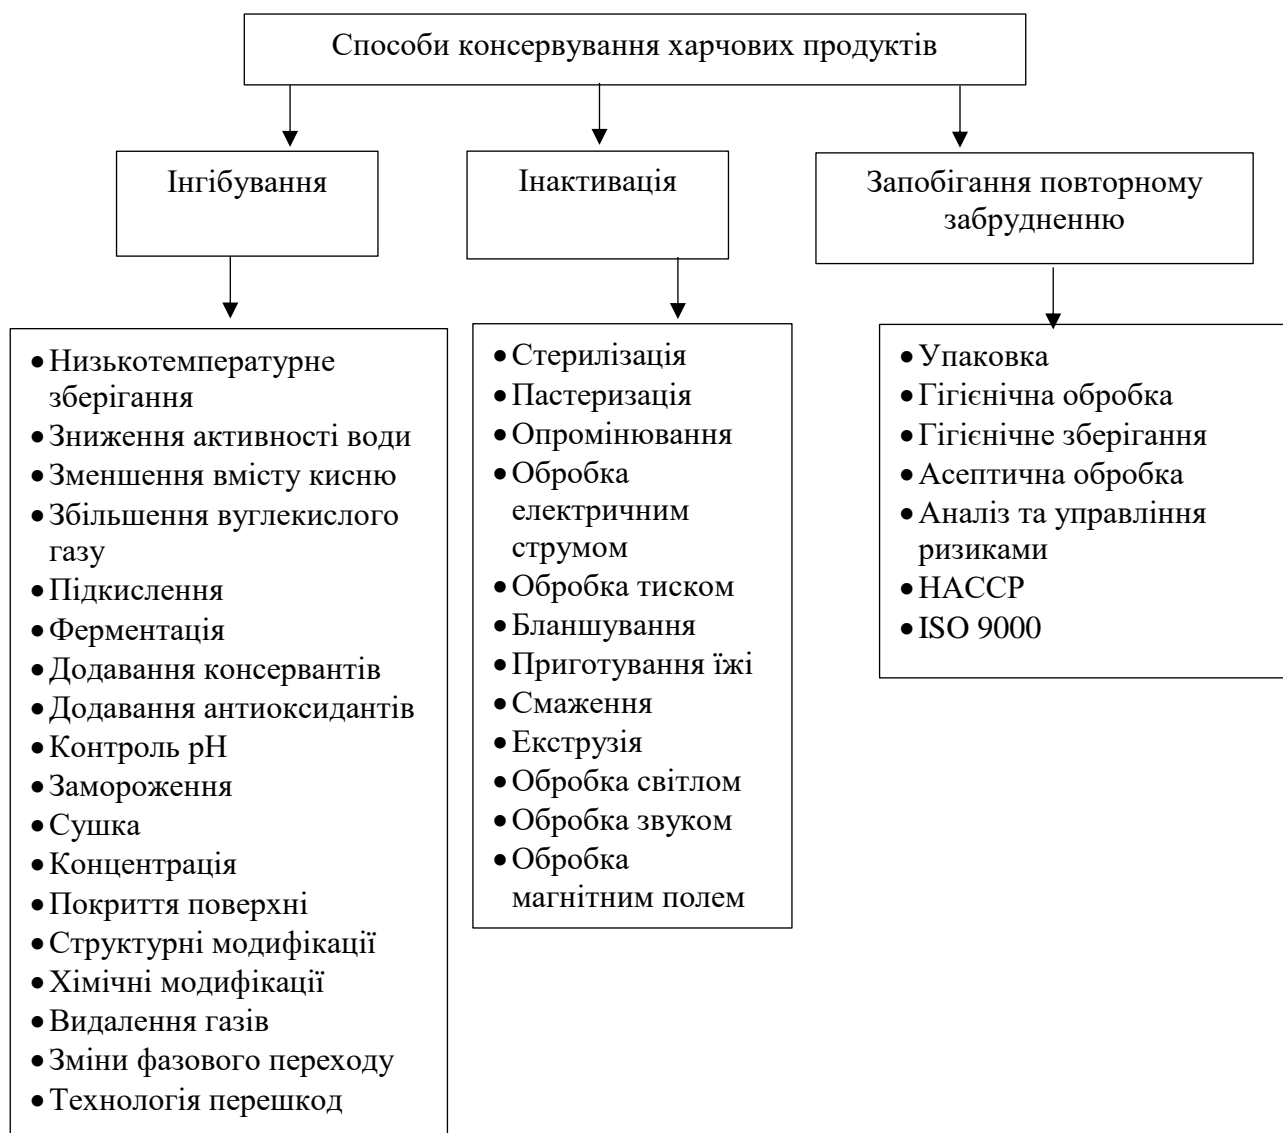 Способи консервування харчових продуктів
Інгібування
Інактивація
Запобігання повторному
забрудненню
•Низькотемпературне
зберігання
•Зниження активності води
•Зменшення вмісту кисню
•Збільшення вуглекислого
газу
•Підкислення
•Ферментація
•Додавання консервантів
•Додавання антиоксидантів
•Контроль рН
•Замороження
•Сушка
•Концентрація
•Покриття поверхні
•Структурні модифікації
•Хімічні модифікації
•Видалення газів
•Зміни фазового переходу
•Технологія перешкод
•Стерилізація
•Пастеризація
•Опромінювання
•Обробка
електричним
струмом
•Обробка тиском
•Бланшування
•Приготування їжі
•Смаження
•Екструзія
•Обробка світлом
•Обробка звуком
•Обробка
магнітним полем
•Упаковка
•Гігієнічна обробка
•Гігієнічне зберігання
•Асептична обробка
•Аналіз та управління
ризиками
•НАССР
•ISO 9000